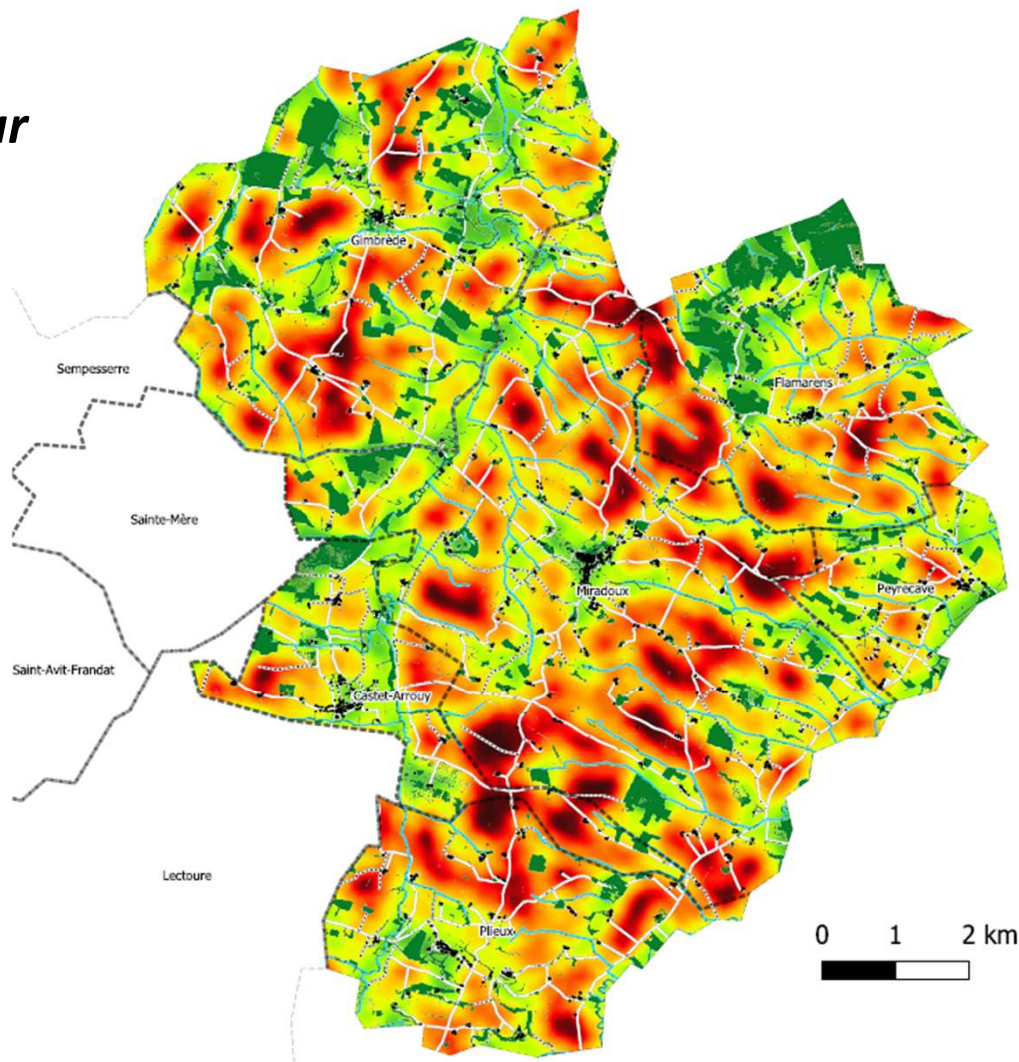 ur
Gimbrède
Sempesserre
Flamarens
Sainte-Mère
Miradoux
Peyrecave
Saint-Avit-Frandat
Castet-Arrouy
Lectoure
Plieux
0 1 2 km